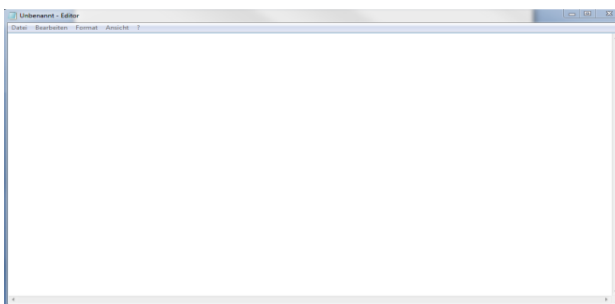 Unbenannt - Editor
Datei Bearbeiten Format Ansicht ?